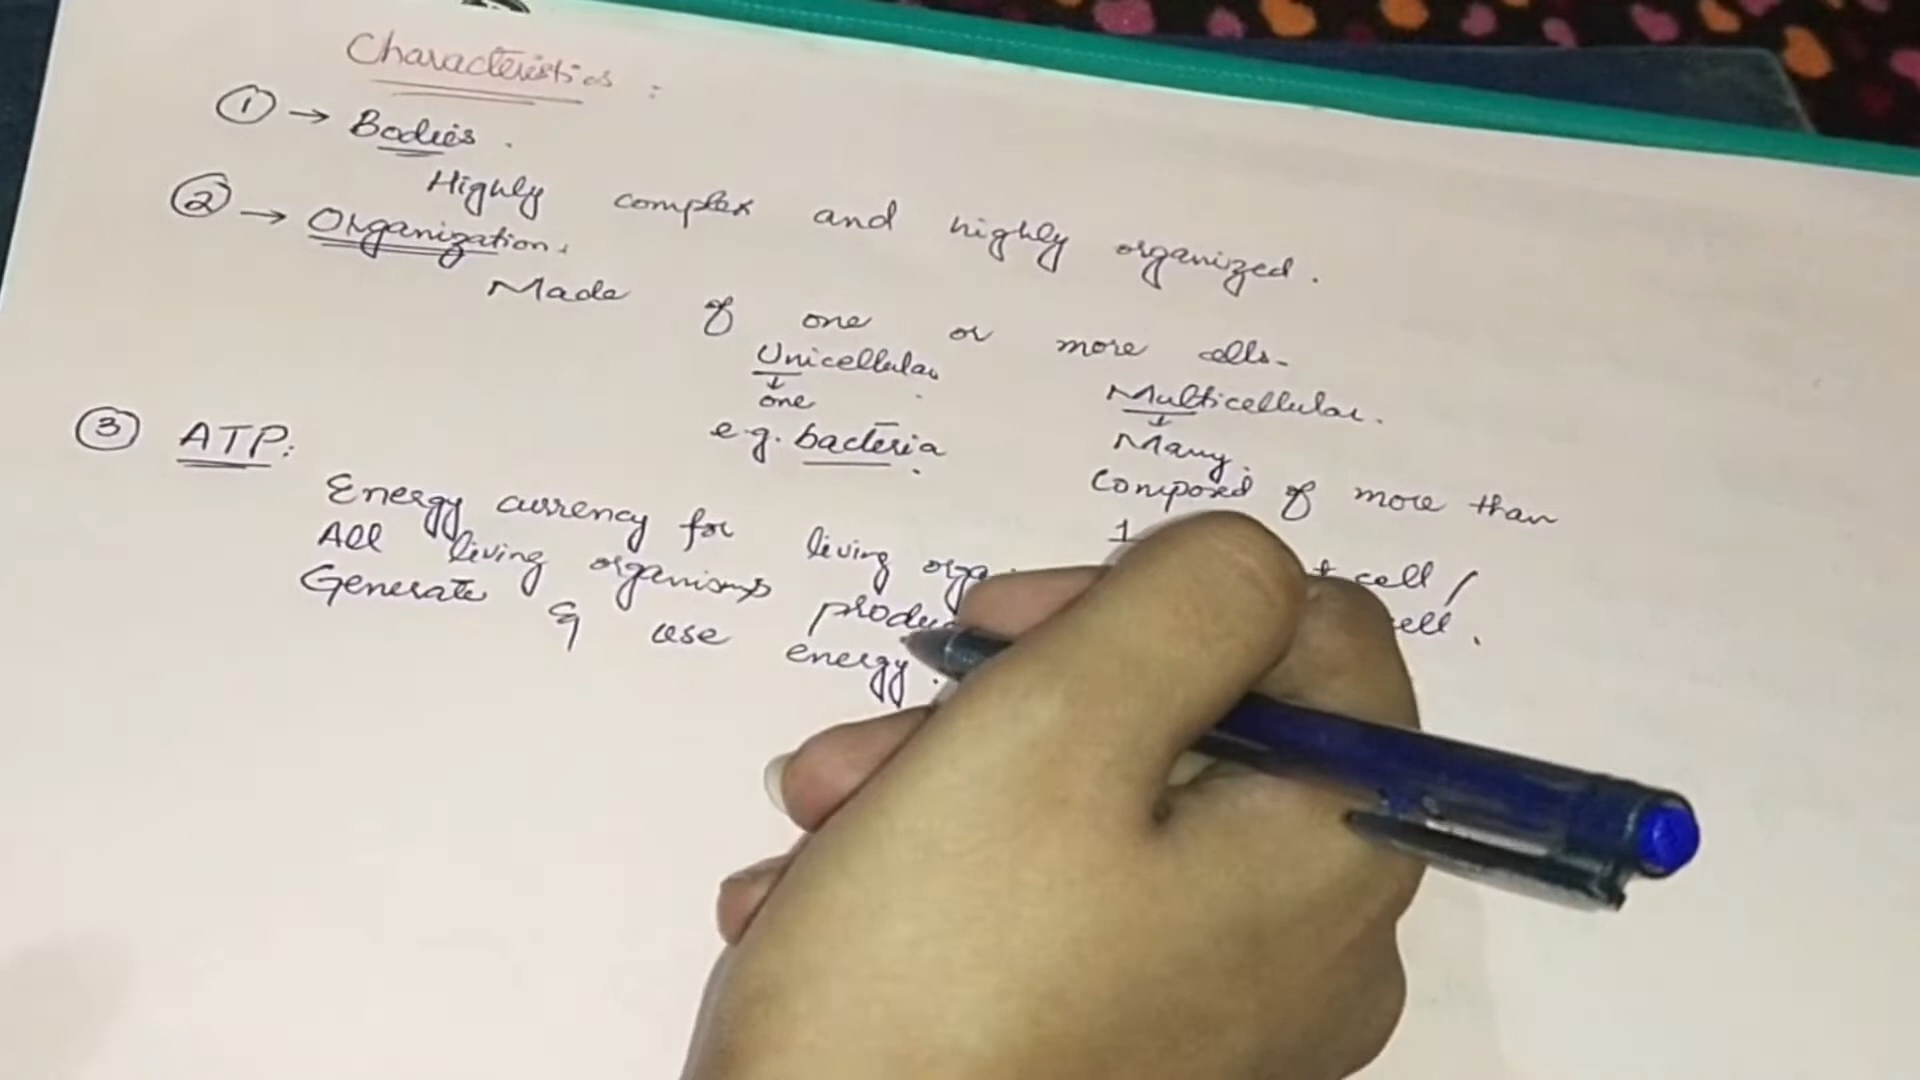 Characteristics :
① → Bodies.
Highly complex and highly organized.
② → Organization.
Made of one or more cells.
Unicellular
↓
one
e.g. bacteria.
Multicellular.
↓
Many.
Composed of more than
1
cell /
③ ATP:
Energy currency for living
All living organisms
Generate & use energy.